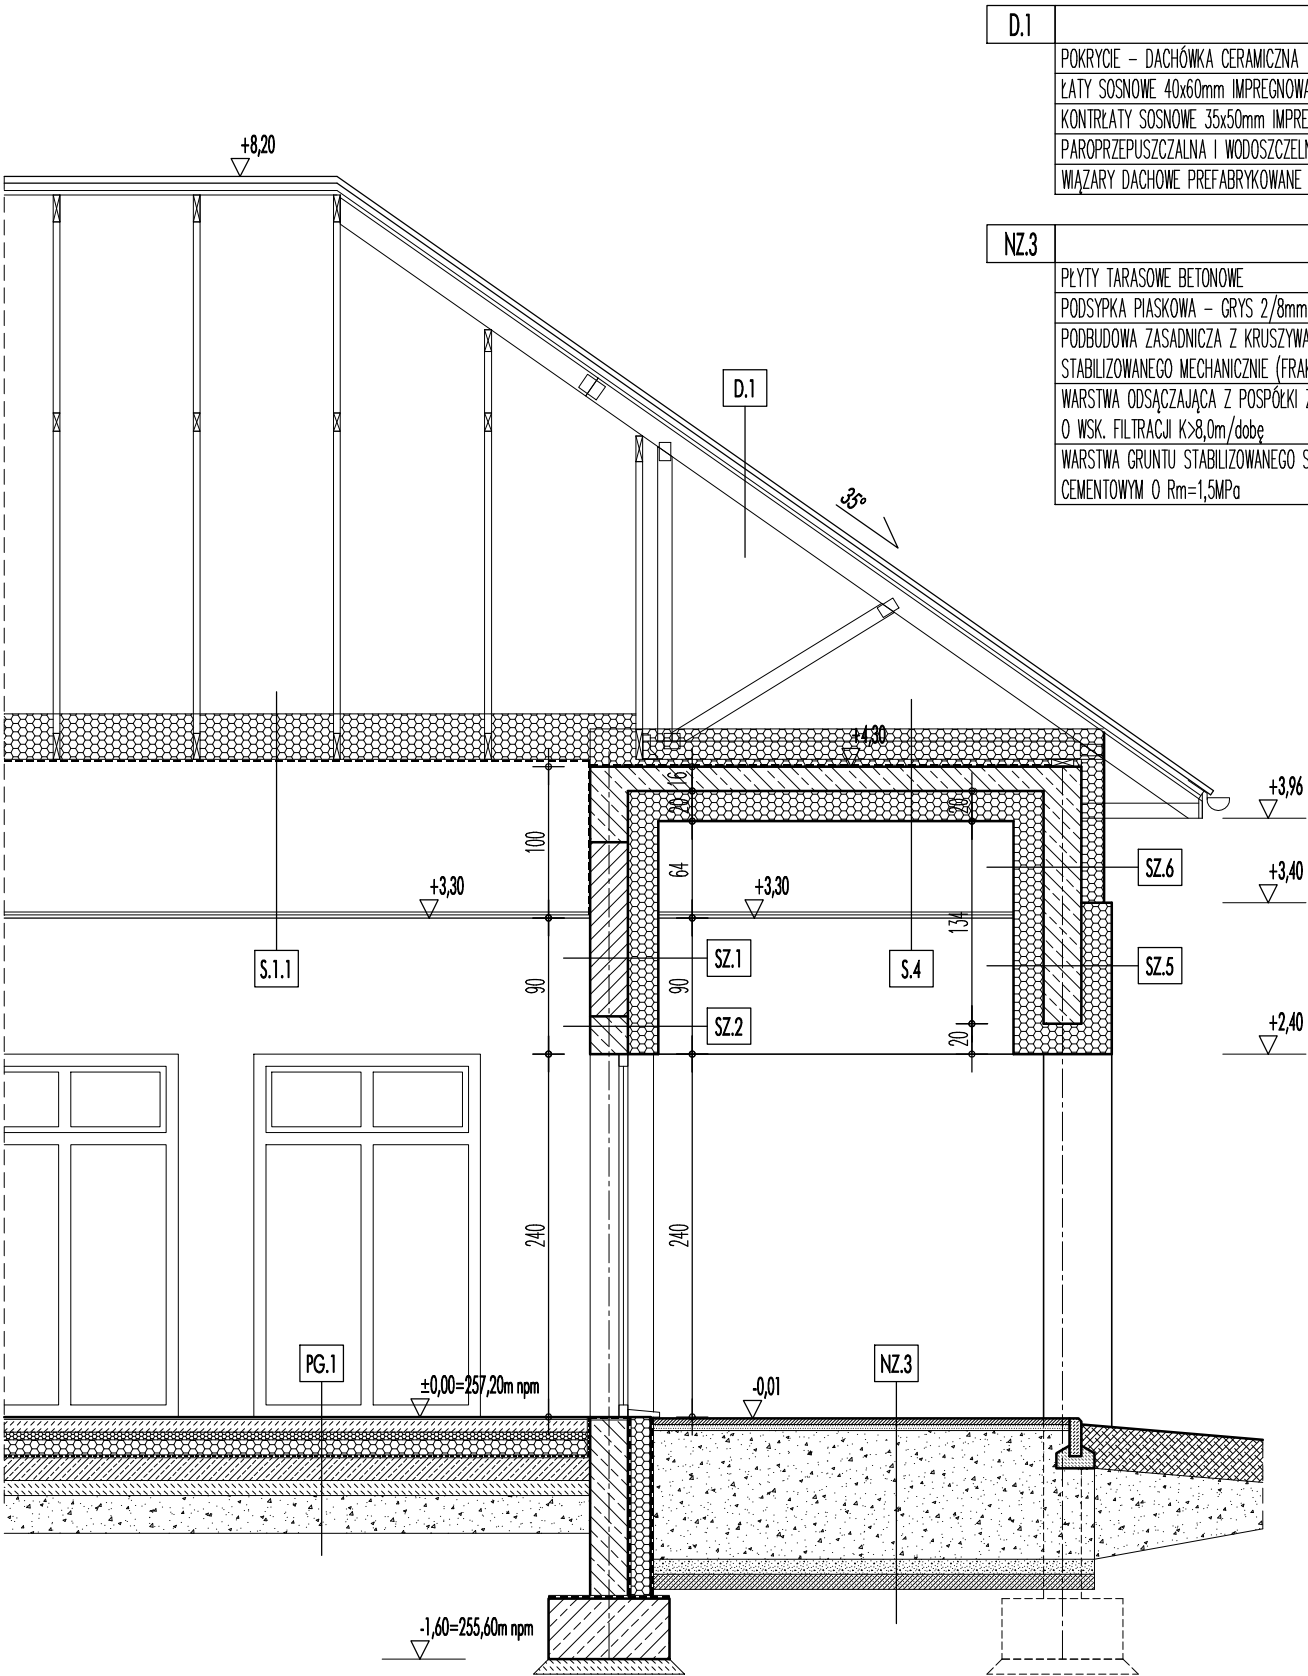 D.1
POKRYCIE – DACHÓWKA CERAMICZNA
ŁATY SOSNOWE 40x60mm
KONTRŁATY SOSNOWE 35x50mm
PAROPRZEPUSZCZALNA I
WIĄZARY DACHOWE PREFABRYKOWANE
NZ.3
PŁYTY TARASOWE BETONOWE
PODSYPKA PIASKOWA – GRYS 2/8mm
PODBUDOWA ZASADNICZA Z KRUSZYWA
STABILIZOWANEGO MECHANICZNIE
WARSTWA ODSĄCZAJĄCA Z POSPÓŁKI
O WSK. FILTRACJI K>8,0m/dobę
WARSTWA GRUNTU STABILIZOWANEGO
CEMENTOWYM O Rm=1,5MPa
+8,20
D.1
35°
+4,30
16
20
20
+3,96
100
64
SZ.6
+3,40
+3,30
+3,30
134
S.1.1
SZ.1
S.4
SZ.5
90
90
SZ.2
20
+2,40
240
240
PG.1
NZ.3
±0,00=257,20m npm
-0,01
-1,60=255,60m npm